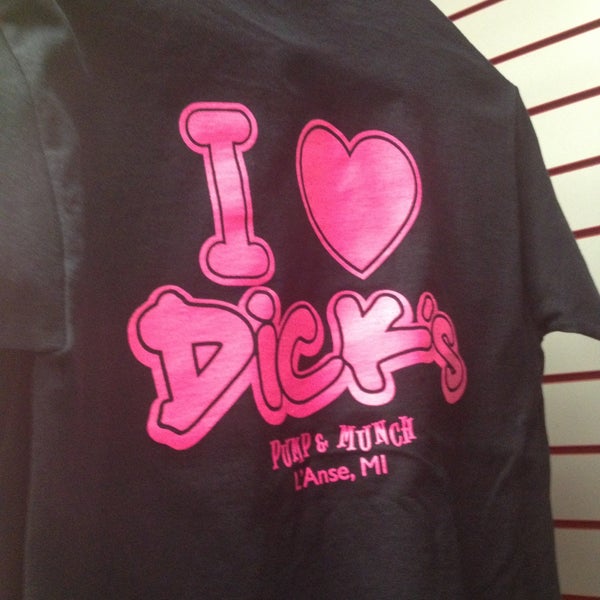 I ♥
Dick's
PUMP & MUNCH
L'Anse, MI